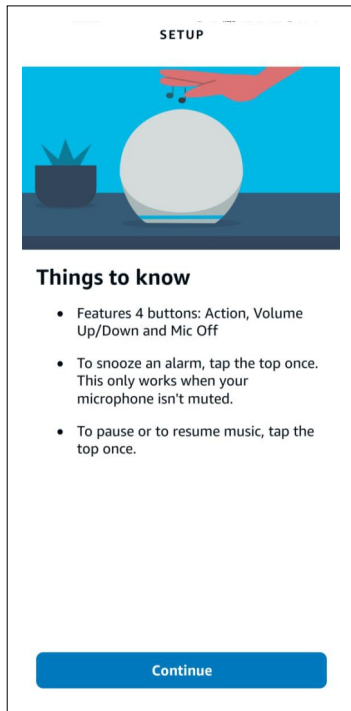 SETUP
Things to know
• Features 4 buttons: Action, Volume
Up/Down and Mic Off
• To snooze an alarm, tap the top once.
This only works when your
microphone isn't muted.
• To pause or to resume music, tap the
top once.
Continue